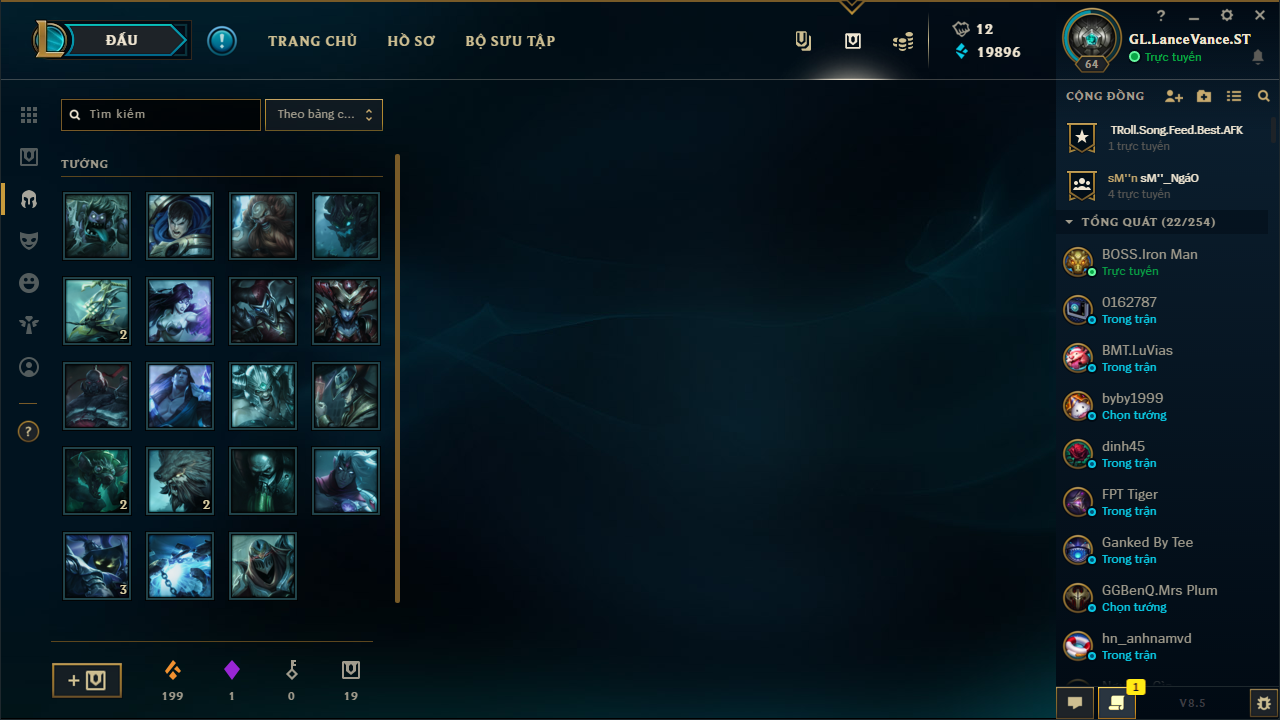 ĐẤU
TRANG CHỦ
HỒ SƠ
BỘ SƯU TẬP
12
19896
?
64
GL.LanceVance.ST
Trực tuyến
Tìm kiếm
Theo bảng c...
TƯỚNG
2
2
2
3
?
199
1
0
19
CỘNG ĐỒNG
TRoll.Song.Feed.Best.AFK
1 trực tuyến
sM''n sM''_NgáO
4 trực tuyến
TỔNG QUÁT (22/254)
BOSS.Iron Man
Trực tuyến
0162787
Trong trận
BMT.LuVias
Trong trận
byby1999
Chọn tướng
dinh45
Trong trận
FPT Tiger
Trong trận
Ganked By Tee
Trong trận
GGBenQ.Mrs Plum
Chọn tướng
hn_anhnamvd
Trong trận
1
V8.5